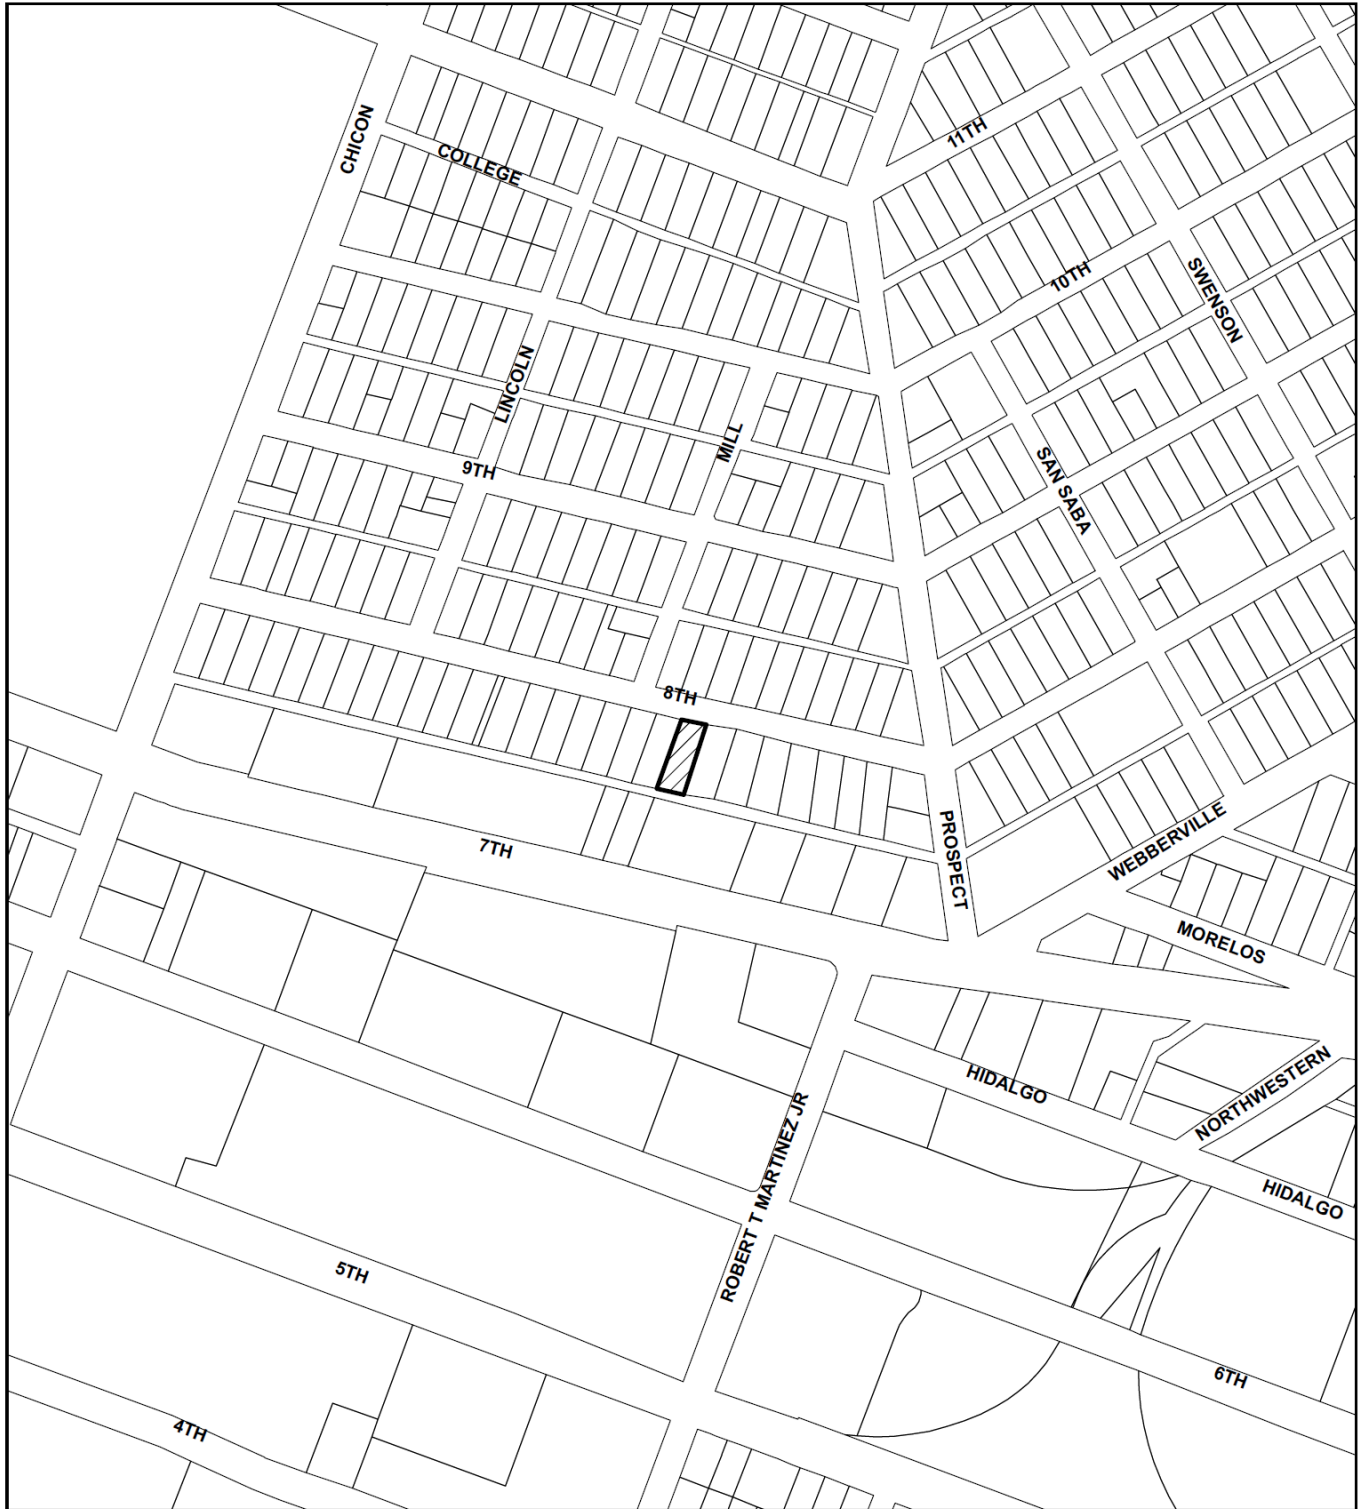 CHICON
11TH
COLLEGE
10TH
SWENSON
LINCOLN
MILL
9TH
SAN SABA
8TH
PROSPECT
WEBBERVILLE
7TH
MORELOS
HIDALGO
NORTHWESTERN
ROBERT T MARTINEZ JR
HIDALGO
5TH
6TH
4TH